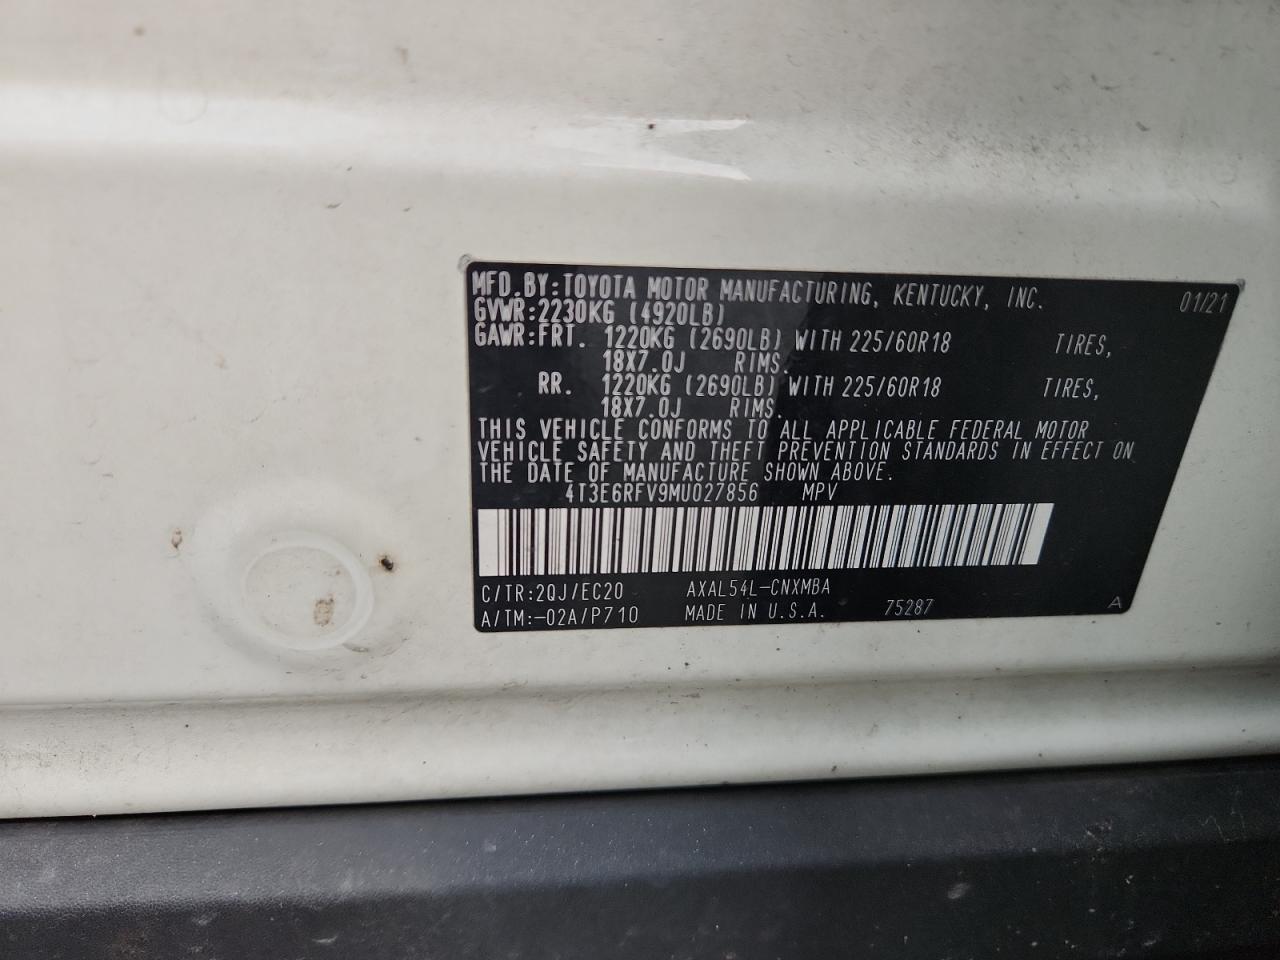 MFD.BY:TOYOTA MOTOR MANUFACTURING, KENTUCKY, INC. 01/21
GVWR:2230KG (4920LB)
GAWR:FRT. 1220KG (2690LB) WITH 225/60R18 TIRES,
18X7.0J RIMS.
RR. 1220KG (2690LB) WITH 225/60R18 TIRES,
18X7.0J RIMS.
THIS VEHICLE CONFORMS TO ALL APPLICABLE FEDERAL MOTOR
VEHICLE SAFETY AND THEFT PREVENTION STANDARDS IN EFFECT ON
THE DATE OF MANUFACTURE SHOWN ABOVE.
4T3E6RFV9MU027856 MPV
C/TR:2QJ/EC20 AXAL54L-CNXMBA
A/TM:-02A/P710 MADE IN U.S.A. 75287 A